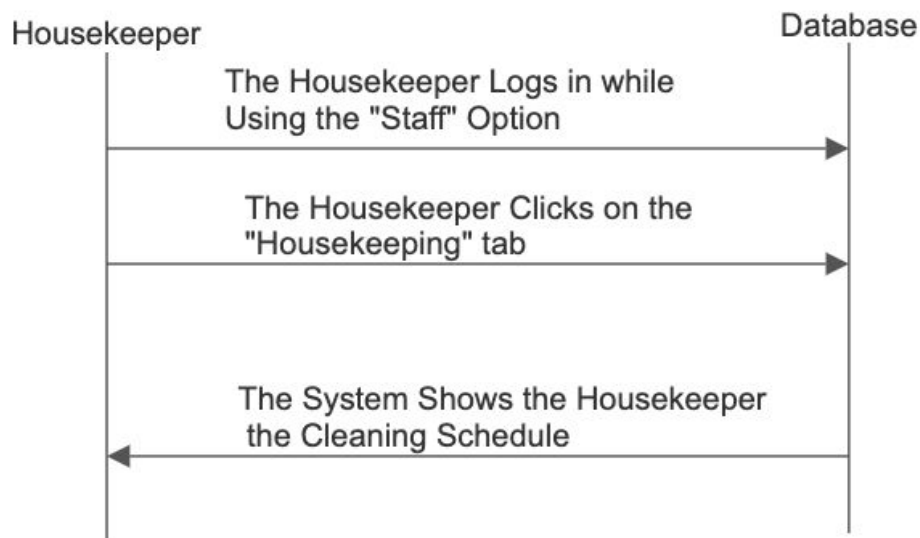 Housekeeper
Database
The Housekeeper Logs in while
Using the "Staff" Option
The Housekeeper Clicks on the
"Housekeeping" tab
The System Shows the Housekeeper
the Cleaning Schedule